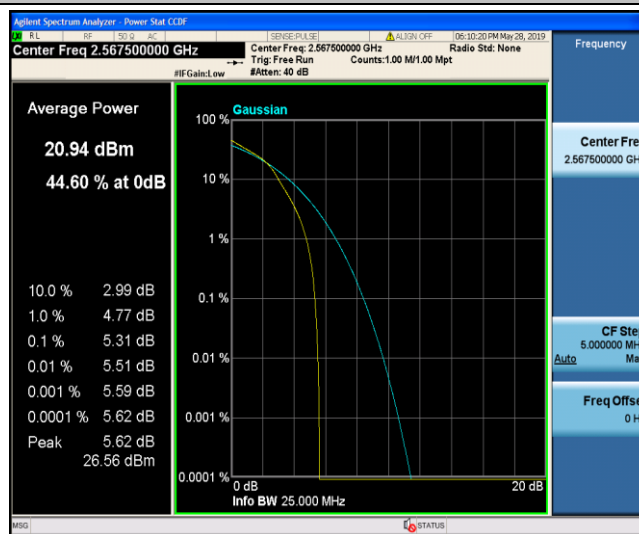 Agilent Spectrum Analyzer - Power Stat CCDF
RL RF 50 Ω AC SENSE:PULSE ALIGN OFF 06:10:20 PM May 28, 2019
Center Freq 2.567500000 GHz
Center Freq: 2.567500000 GHz Radio Std: None
Trig: Free Run Counts:1.00 M/1.00 Mpt
#IFGain:Low #Atten: 40 dB
Average Power
20.94 dBm
44.60 % at 0dB
10.0 % 2.99 dB
1.0 % 4.77 dB
0.1 % 5.31 dB
0.01 % 5.51 dB
0.001 % 5.59 dB
0.0001 % 5.62 dB
Peak 5.62 dB
26.56 dBm
Gaussian
100 %
10 %
1 %
0.1 %
0.01 %
0.001 %
0.0001 %
0 dB 20 dB
Info BW 25.000 MHz
Frequency
Center Fre
2.567500000 GH
CF Ste
5.000000 MH
Auto Ma
Freq Offse
0 H
MSG STATUS